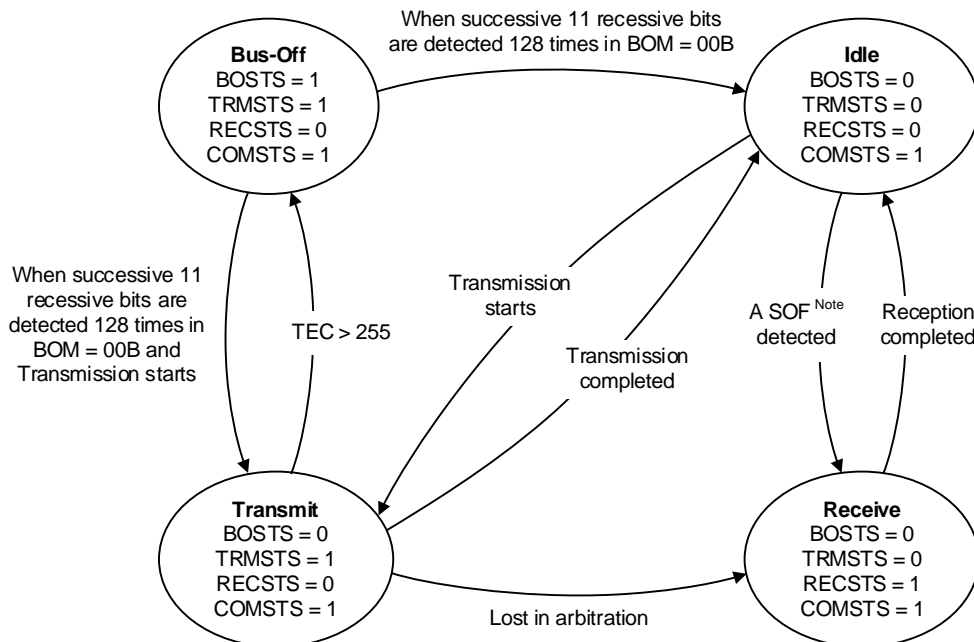 When successive 11 recessive bits
are detected 128 times in BOM = 00B
Bus-Off
BOSTS = 1
TRMSTS = 1
RECSTS = 0
COMSTS = 1
Idle
BOSTS = 0
TRMSTS = 0
RECSTS = 0
COMSTS = 1
When successive 11
recessive bits are
detected 128 times in
BOM = 00B and
Transmission starts
TEC > 255
Transmission
starts
Transmission
completed
A SOF Note
detected
Reception
completed
Transmit
BOSTS = 0
TRMSTS = 1
RECSTS = 0
COMSTS = 1
Receive
BOSTS = 0
TRMSTS = 0
RECSTS = 1
COMSTS = 1
Lost in arbitration